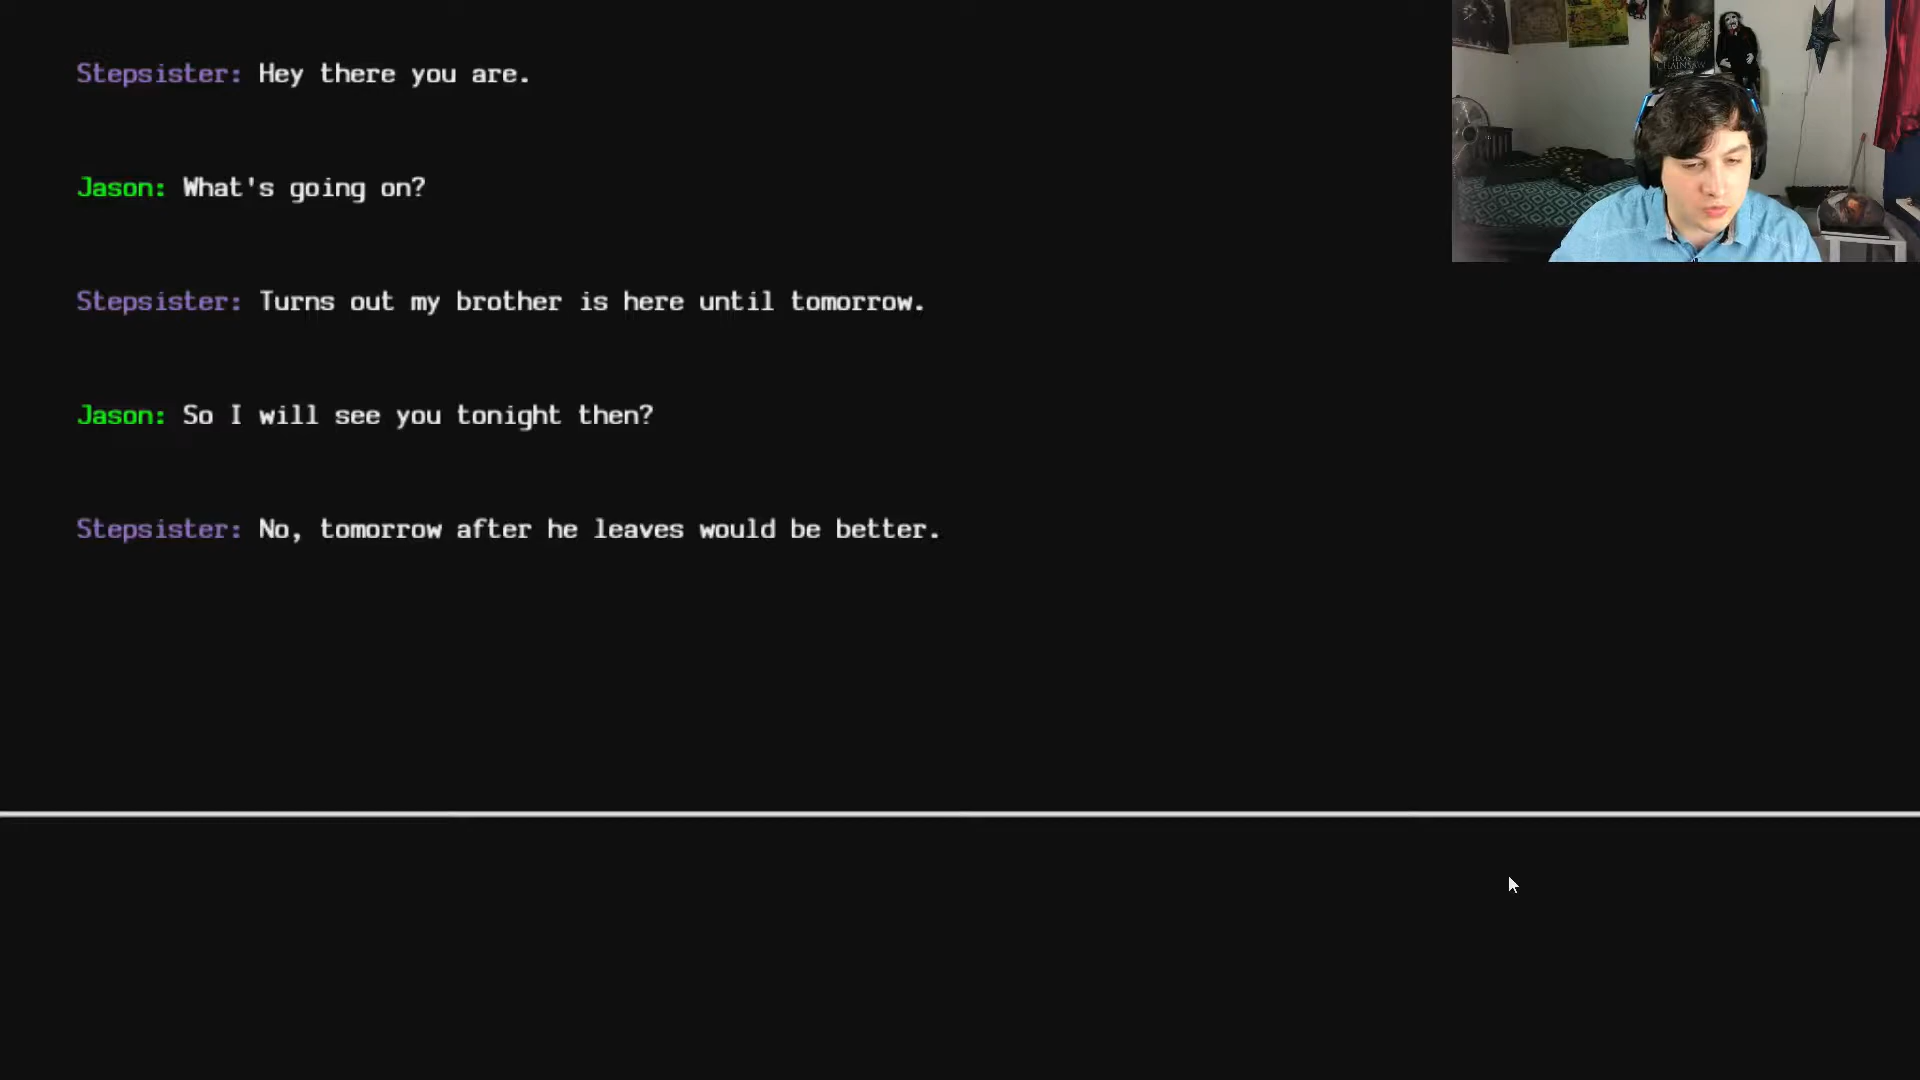 Stepsister: Hey there you are.
Jason: What's going on?
Stepsister: Turns out my brother is here until tomorrow.
Jason: So I will see you tonight then?
Stepsister: No, tomorrow after he leaves would be better.
CHAINSAW